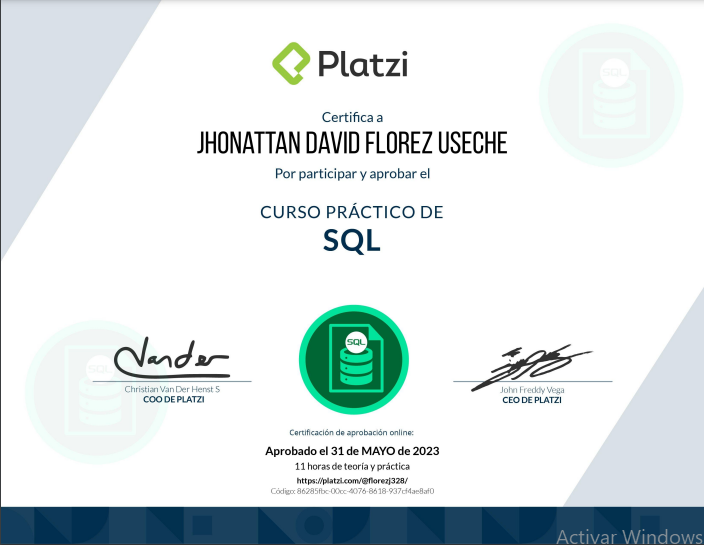 Platzi
Certifica a
JHONATTAN DAVID FLOREZ USECHE
Por participar y aprobar el
CURSO PRÁCTICO DE
SQL
SQL
SQL
Vander
Christian Van Der Henst S
COO DE PLATZI
John Freddy Vega
CEO DE PLATZI
Certificación de aprobación online:
Aprobado el 31 de MAYO de 2023
11 horas de teoría y práctica
https://platzi.com/@florezj328/
Código: 86285fbc-00cc-4076-8618-937cf4ae8af0
Activar Windows